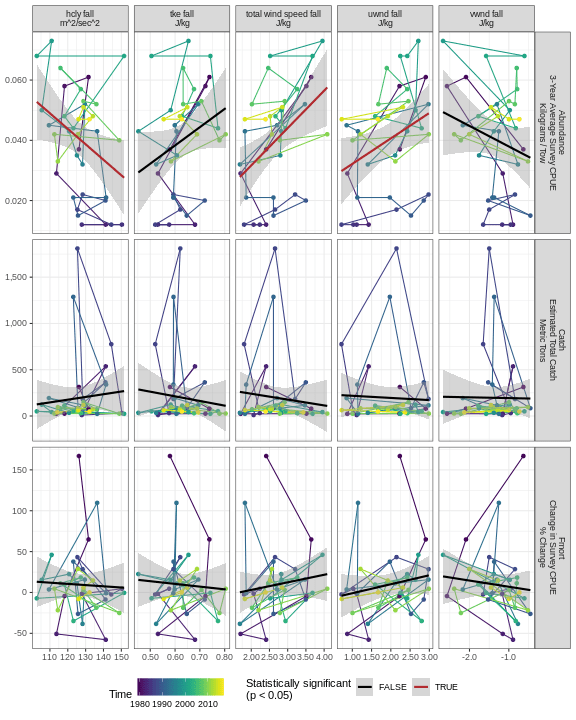 hcly fall
m^2/sec^2
tke fall
J/kg
total wind speed fall
J/kg
uwnd fall
J/kg
vwnd fall
J/kg
0.060
0.040
0.020
Abundance
3-Year Average Survey CPUE
Kilograms / Tow
1,500
1,000
500
0
Catch
Estimated Total Catch
Metric Tons
150
100
50
0
-50
Fmort
Change in Survey CPUE
% Change
110 120 130 140 150
0.50 0.60 0.70 0.80
2.00 2.50 3.00 3.50 4.00
1.00 1.50 2.00 2.50 3.00
-2.0 -1.0
Time
1980 1990 2000 2010
Statistically significant
(p < 0.05)
FALSE
TRUE